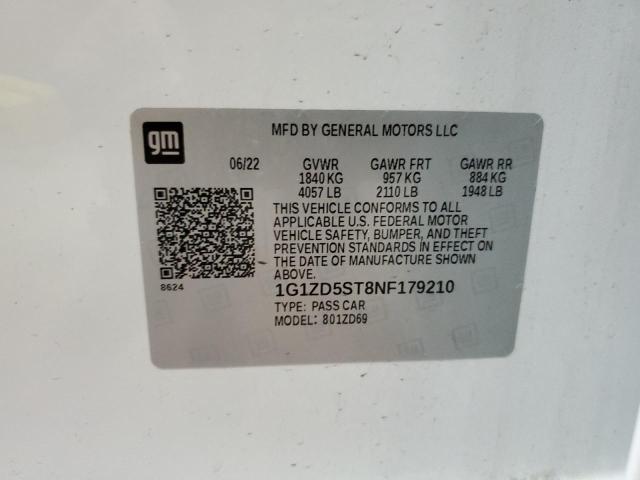 gm
MFD BY GENERAL MOTORS LLC
06/22 GVWR GAWR FRT GAWR RR
1840 KG 957 KG 884 KG
4057 LB 2110 LB 1948 LB
THIS VEHICLE CONFORMS TO ALL
APPLICABLE U.S. FEDERAL MOTOR
VEHICLE SAFETY, BUMPER, AND THEFT
PREVENTION STANDARDS IN EFFECT ON
THE DATE OF MANUFACTURE SHOWN
ABOVE.
8624
1G1ZD5ST8NF179210
TYPE: PASS CAR
MODEL: 801ZD69